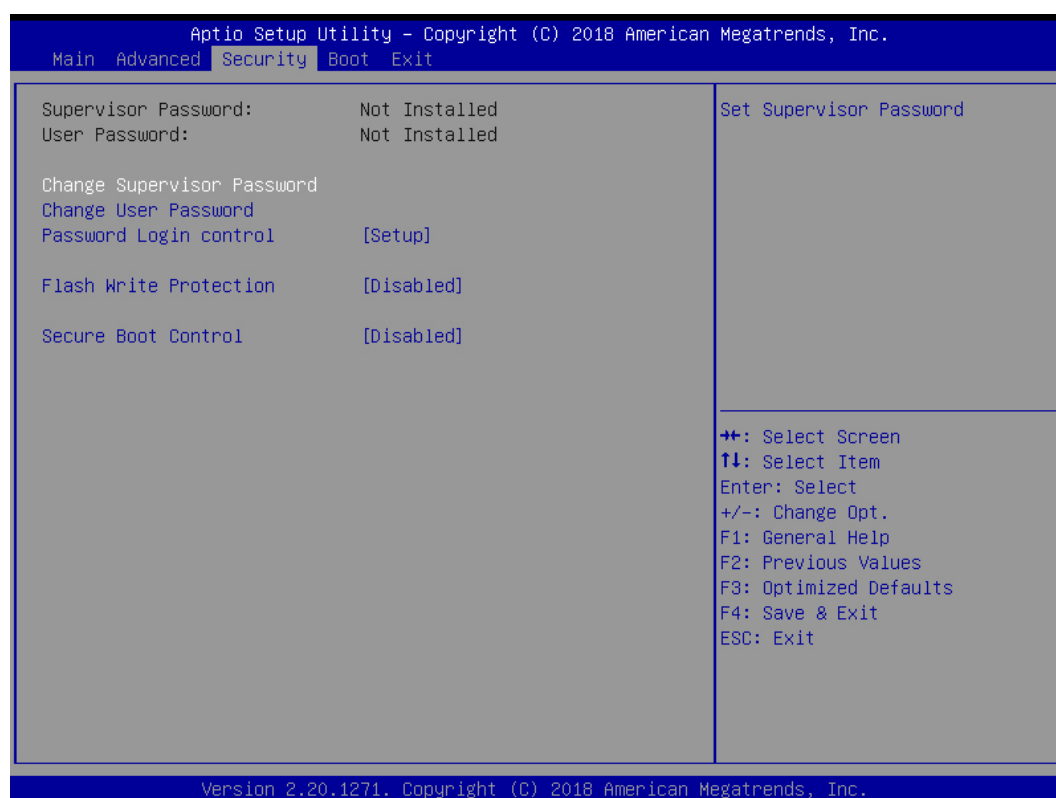 Aptio Setup Utility – Copyright (C) 2018 American Megatrends, Inc.
Main Advanced Security Boot Exit
Supervisor Password: Not Installed
User Password: Not Installed
Change Supervisor Password
Change User Password
Password Login control [Setup]
Flash Write Protection [Disabled]
Secure Boot Control [Disabled]
Set Supervisor Password
→←: Select Screen
↑↓: Select Item
Enter: Select
+/-: Change Opt.
F1: General Help
F2: Previous Values
F3: Optimized Defaults
F4: Save & Exit
ESC: Exit
Version 2.20.1271. Copyright (C) 2018 American Megatrends, Inc.